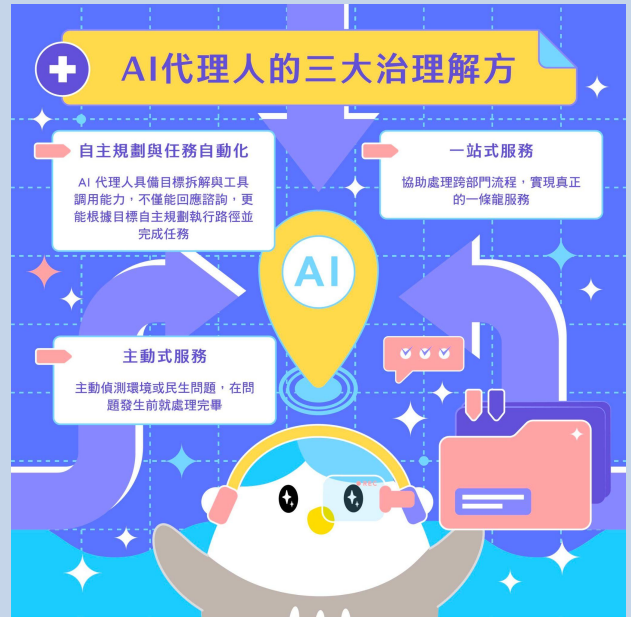 AI代理人的三大治理解方
自主規劃與任務自動化
AI 代理人具備目標拆解與工具
調用能力，不僅能回應諮詢，更
能根據目標自主規劃執行路徑並
完成任務
一站式服務
協助處理跨部門流程，實現真正
的一條龍服務
AI
主動式服務
主動偵測環境或民生問題，在問
題發生前就處理完畢
REC